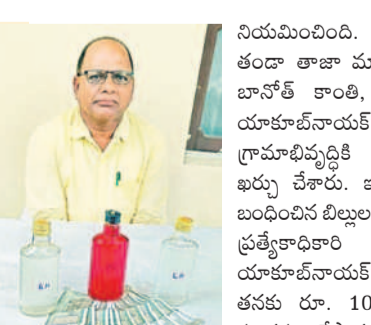 నియమించింది.
తండా తాజా
బానోత్ కాంతి,
యాకూబ్‌నాయక్
గ్రామాభివృద్ధికి
ఖర్చు చేశారు.
బంధించిన బిల్లుల
ప్రత్యేకాధికారి
యాకూబ్‌నాయక్
తనకు రూ. 10